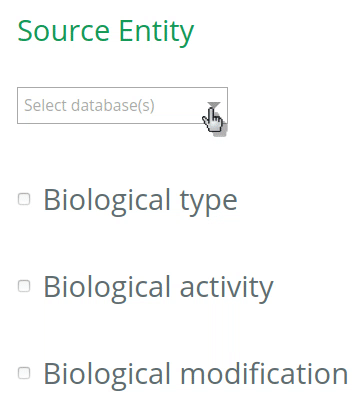 Source Entity
Select database(s)
Biological type
Biological activity
Biological modification